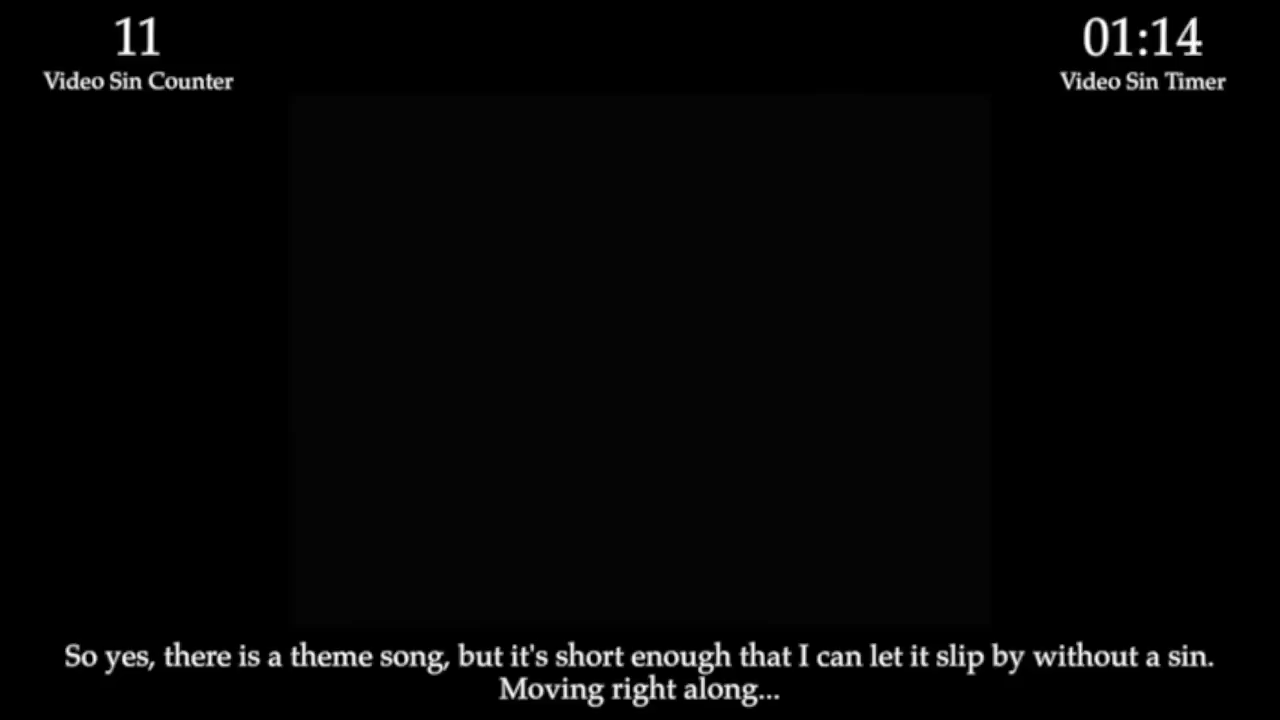 11
Video Sin Counter
01:14
Video Sin Timer
So yes, there is a theme song, but it's short enough that I can let it slip by without a sin.
Moving right along...